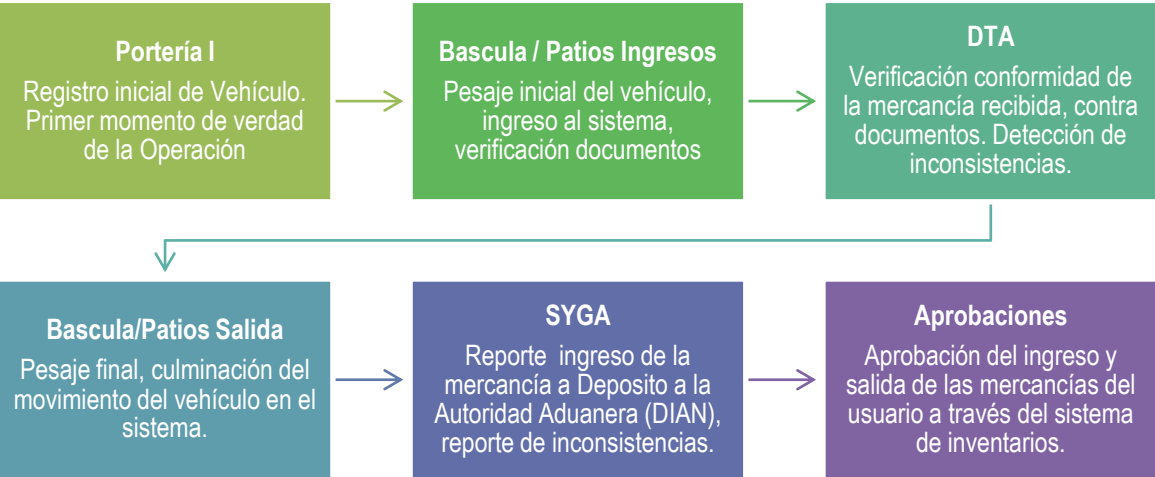 Portería I
Registro inicial de Vehículo.
Primer momento de verdad
de la Operación
Bascula / Patios Ingresos
Pesaje inicial del vehículo,
ingreso al sistema,
verificación documentos
DTA
Verificación conformidad de
la mercancía recibida, contra
documentos. Detección de
inconsistencias.
Bascula/Patios Salida
Pesaje final, culminación del
movimiento del vehículo en el
sistema.
SYGA
Reporte ingreso de la
mercancía a Deposito a la
Autoridad Aduanera (DIAN),
reporte de inconsistencias.
Aprobaciones
Aprobación del ingreso y
salida de las mercancías del
usuario a través del sistema
de inventarios.